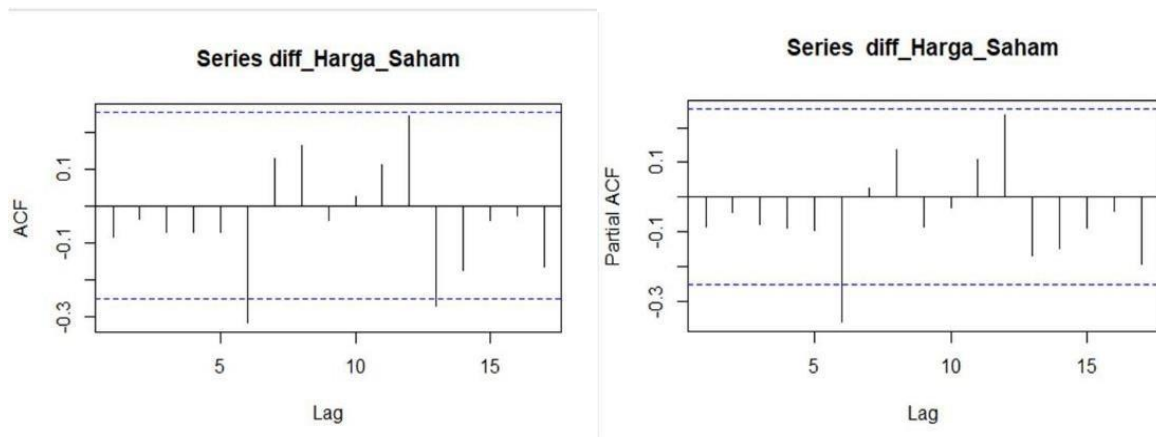 Series diff_Harga_Saham
ACF
0.1
-0.1
-0.3
5
10
15
Lag
Series diff_Harga_Saham
Partial ACF
0.1
-0.1
-0.3
5
10
15
Lag